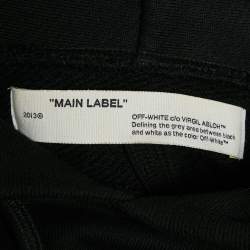 "MAIN LABEL"
2013®
OFF-WHITE c/o VIRGIL ABLOH™
Defining the grey area between black
and white as the color Off-White™